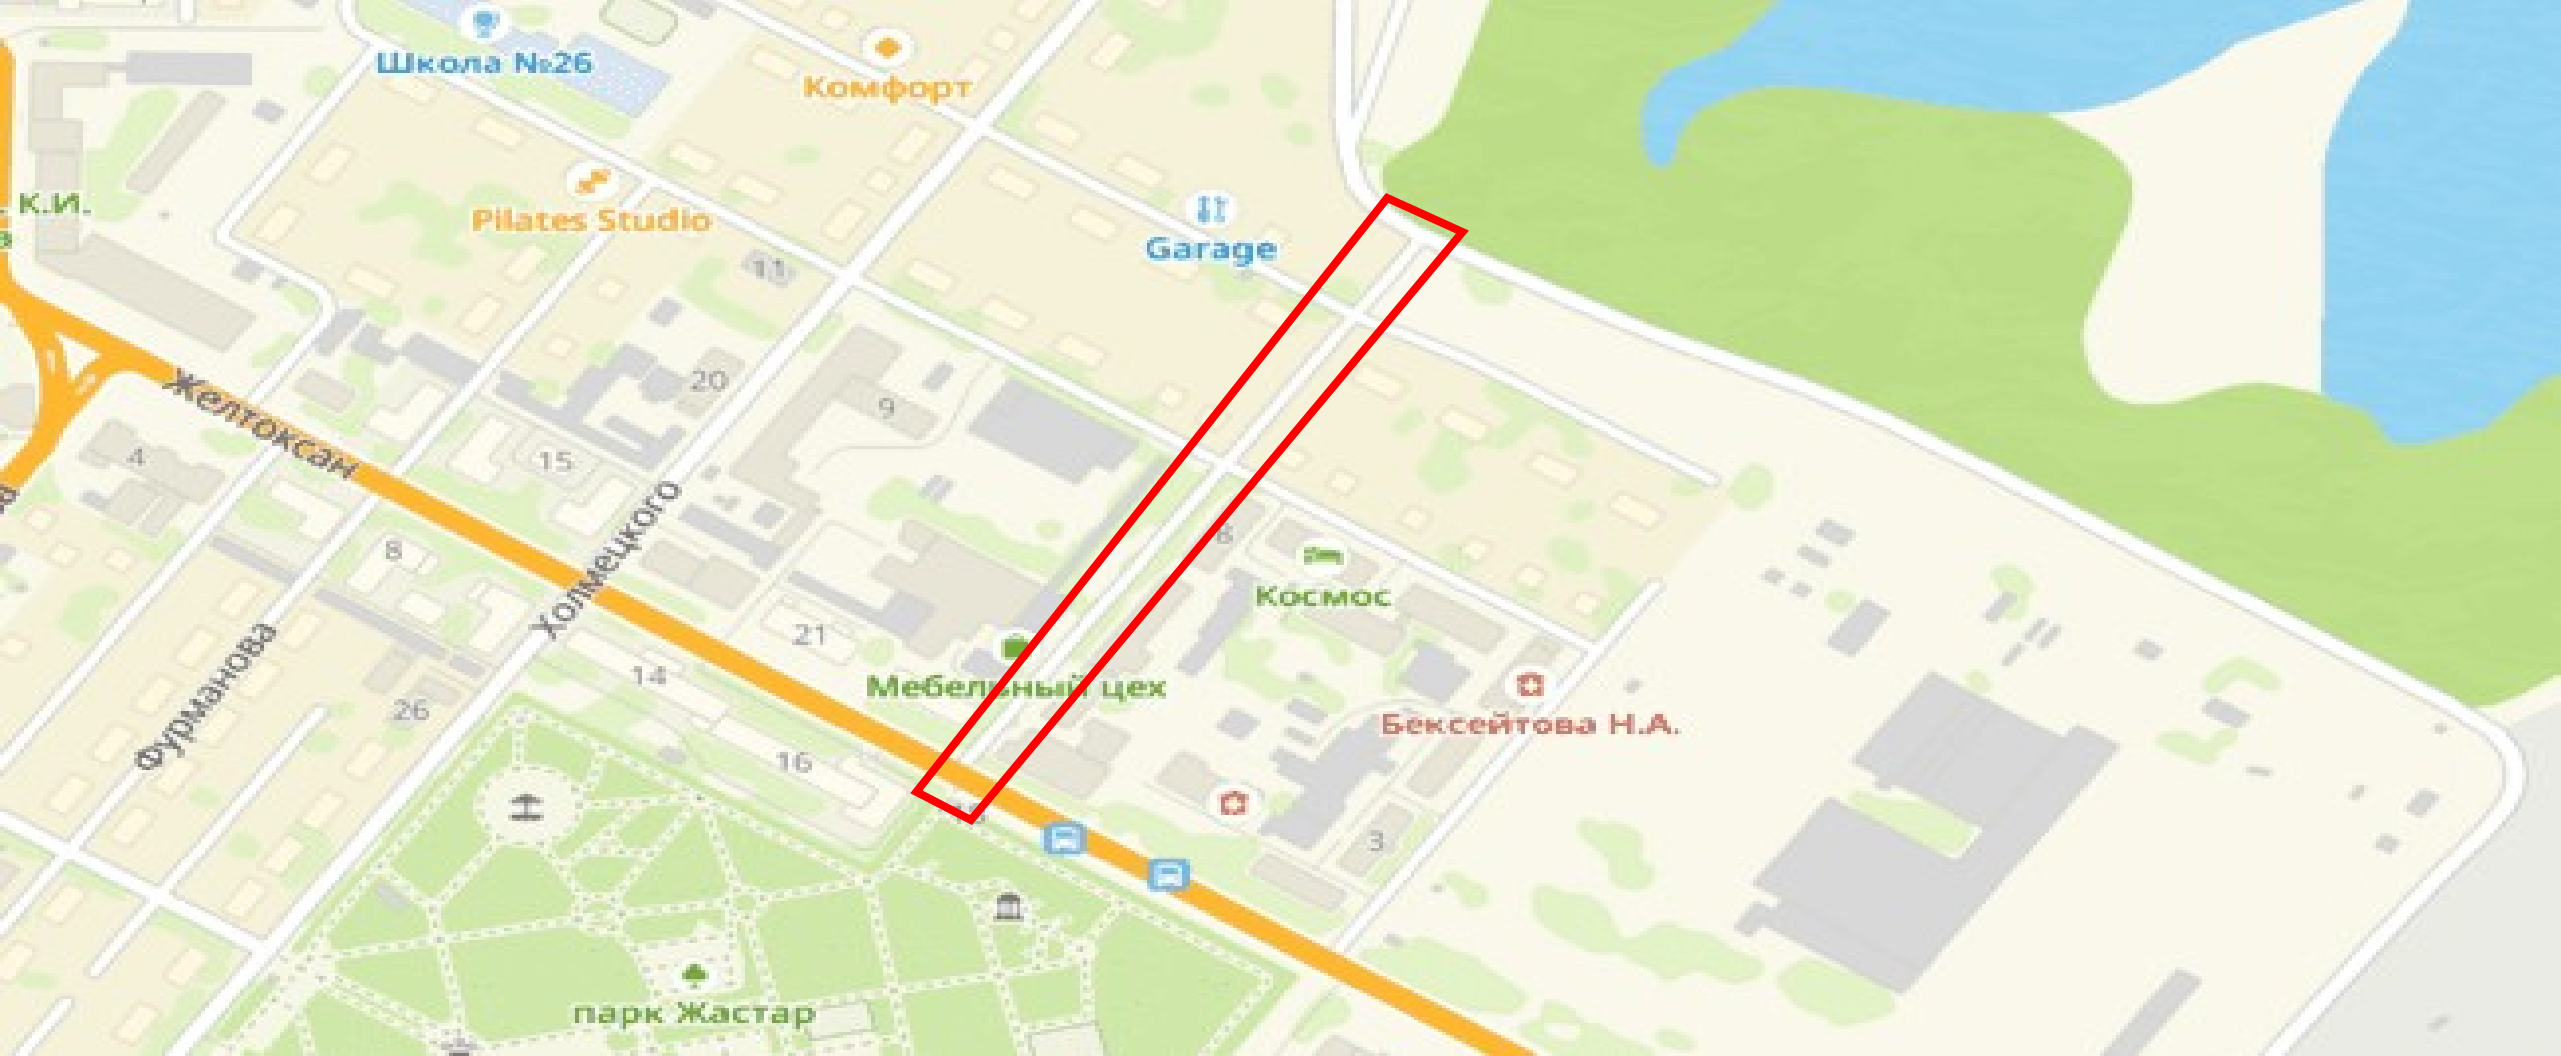 Школа №26
Комфорт
К.И.
Pilates Studio
Garage
11
20
9
Желтоксан
4
15
Холмецкого
8
8
Космос
21
Мебельный цех
14
26
Фурманова
Бексейтова Н.А.
16
3
парк Жастар